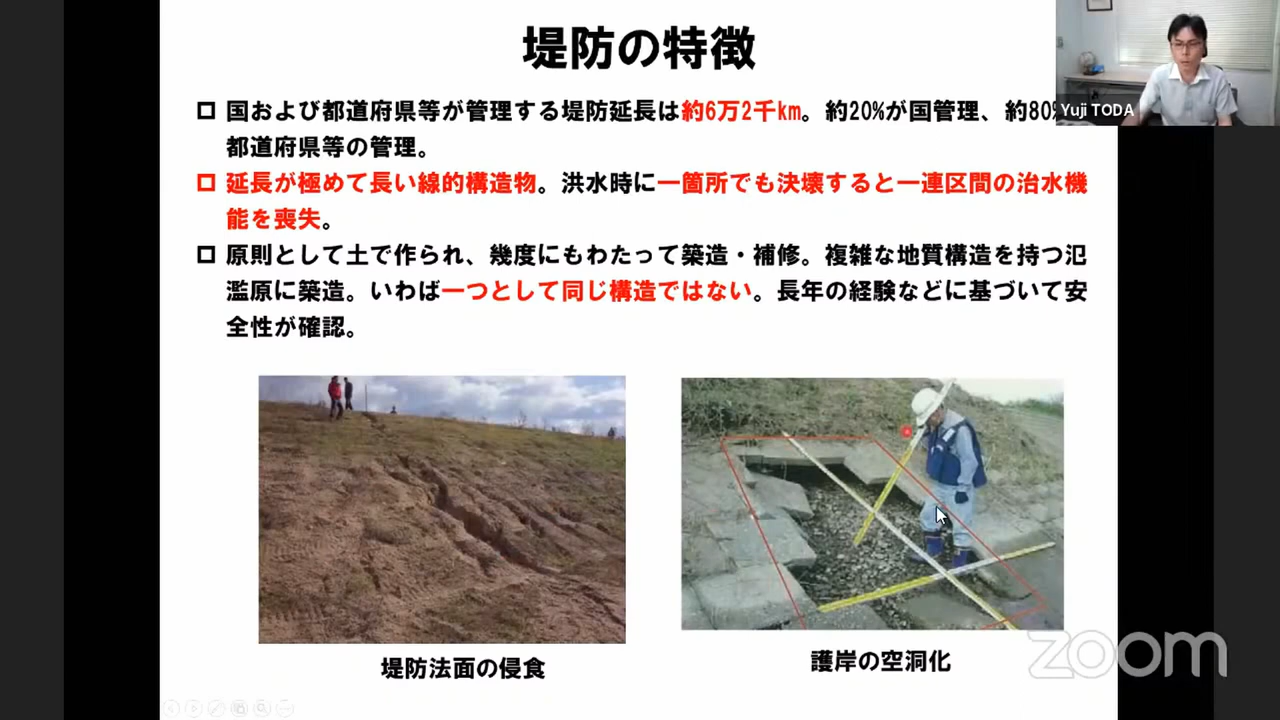 堤防の特徴
□ 国および都道府県等が管理する堤防延長は約6万2千km。約20%が国管理、約80%
都道府県等の管理。
□ 延長が極めて長い線的構造物。洪水時に一箇所でも決壊すると一連区間の治水機
能を喪失。
□ 原則として土で作られ、幾度にもわたって築造・補修。複雑な地質構造を持つ氾
濫原に築造。いわば一つとして同じ構造ではない。長年の経験などに基づいて安
全性が確認。
堤防法面の侵食
護岸の空洞化
Yuji TODA
zoom